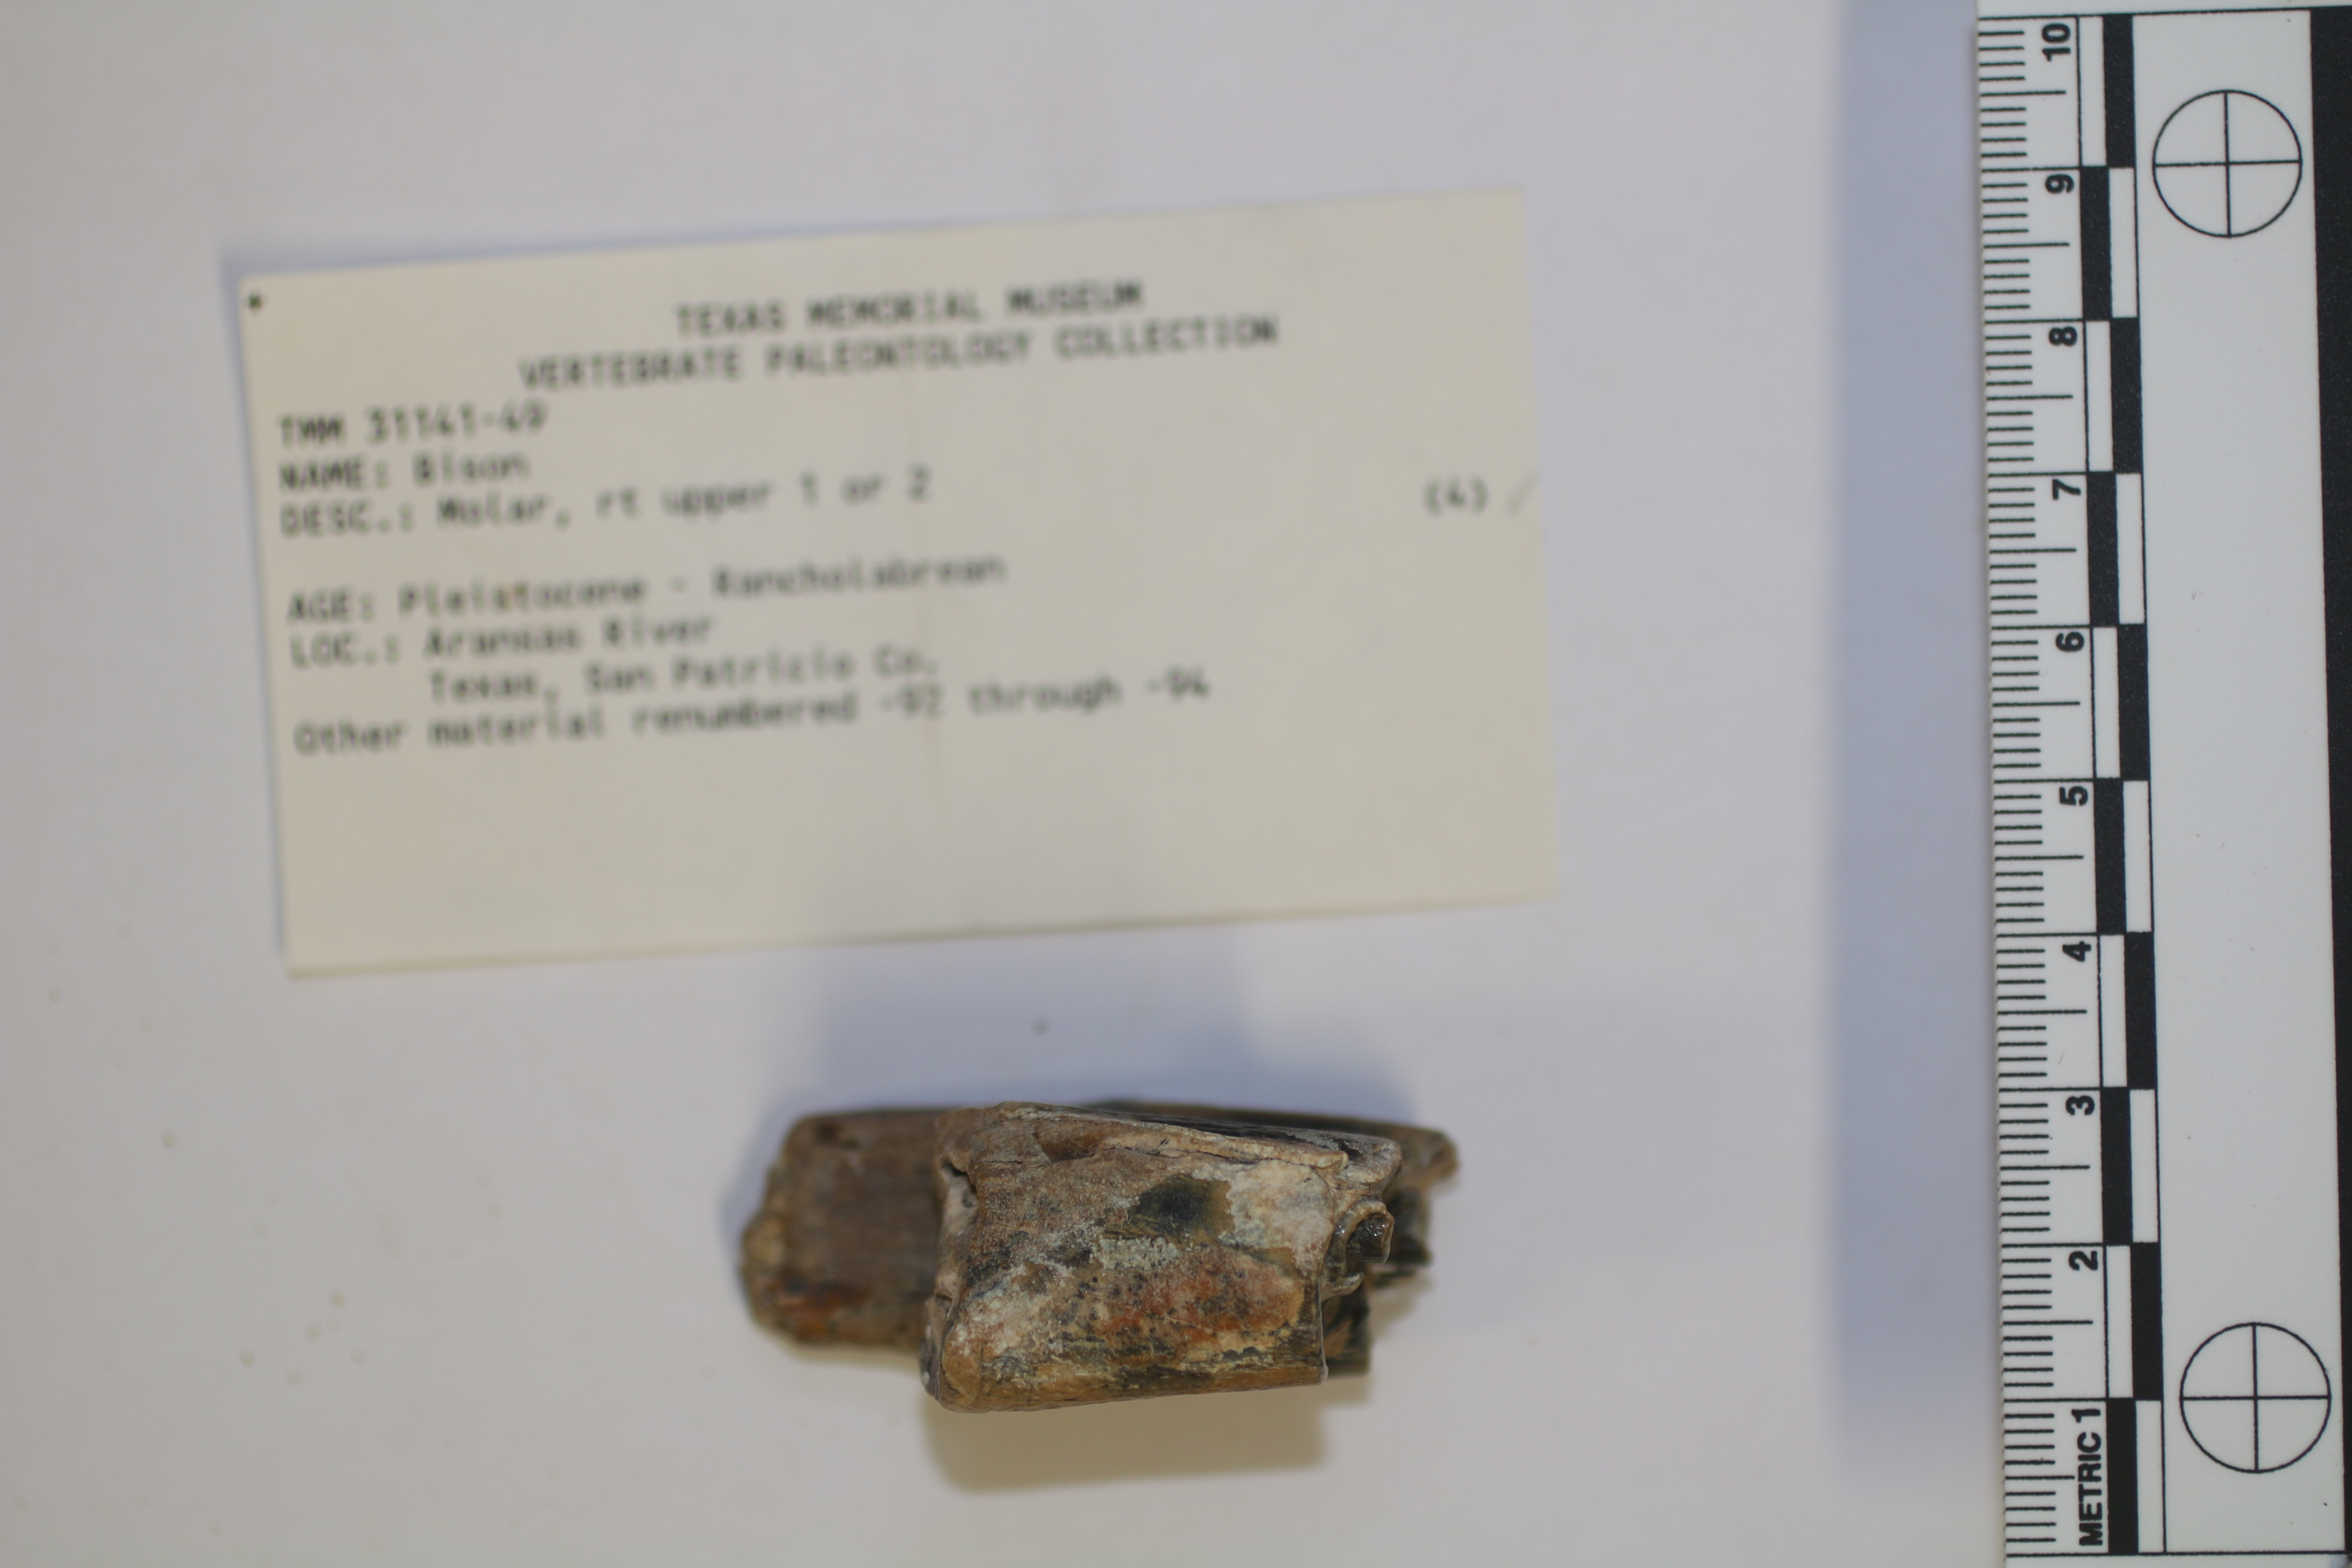 TEXAS MEMORIAL MUSEUM
VERTEBRATE PALEONTOLOGY COLLECTION
TMM 31141-49
NAME: Bison
DESC.: Molar, rt upper 1 or 2 (4)
AGE: Pleistocene - Rancholabrean
LOC.: Aransas River
Texas, San Patricio Co.
Other material renumbered -92 through -94
10
9
8
7
6
5
4
3
2
METRIC 1